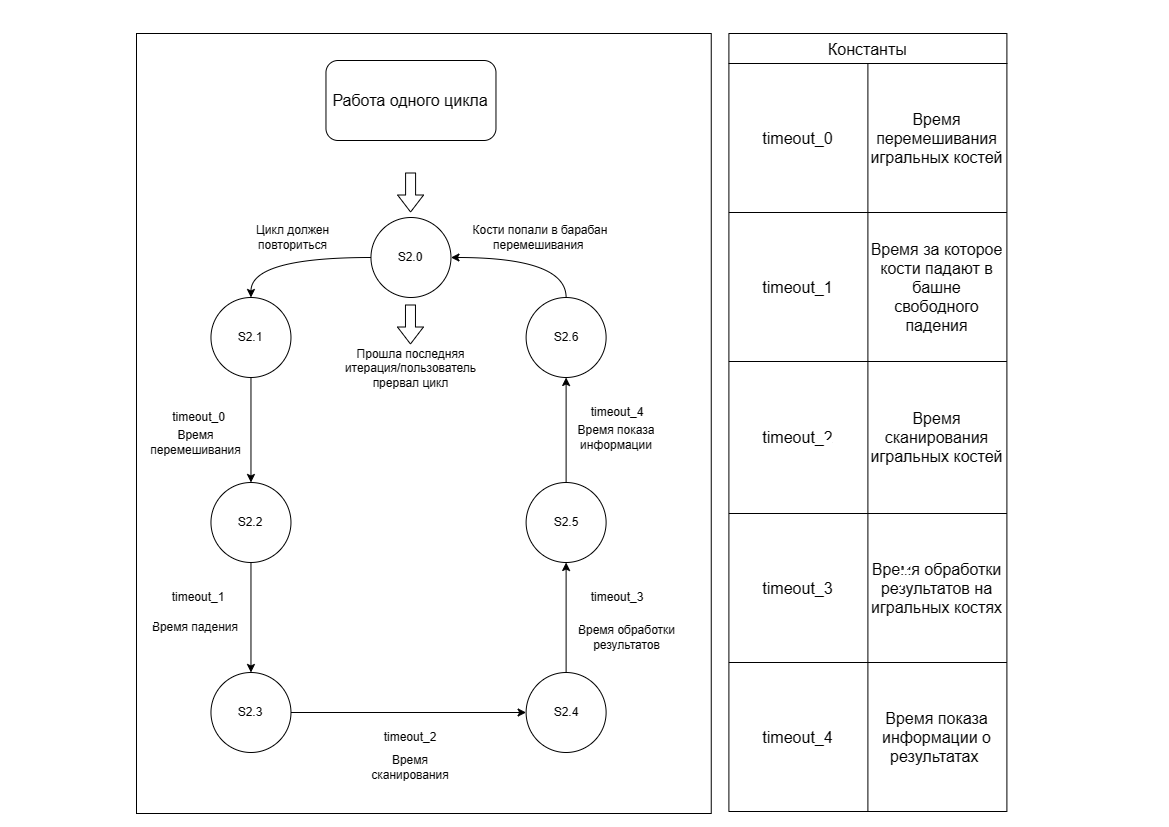 Работа одного цикла
Цикл должен
повториться
S2.0
Кости попали в барабан
перемешивания
S2.1
Прошла последняя
итерация/пользователь
прервал цикл
S2.6
timeout_0
Время
перемешивания
timeout_4
Время показа
информации
S2.2
S2.5
timeout_1
Время падения
timeout_3
Время обработки
результатов
S2.3
S2.4
timeout_2
Время
сканирования
Константы
timeout_0
Время
перемешивания
игральных костей
timeout_1
Время за которое
кости падают в
башне
свободного
падения
timeout_2
Время
сканирования
игральных костей
timeout_3
Время обработки
результатов на
игральных костях
timeout_4
Время показа
информации о
результатах